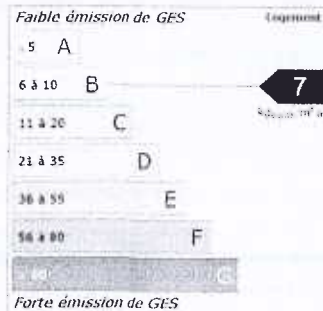 Faible émission de GES
Logement
5 A
6 à 10 B
7
11 à 20 C
21 à 35 D
36 à 55 E
56 à 80 F
G
Forte émission de GES